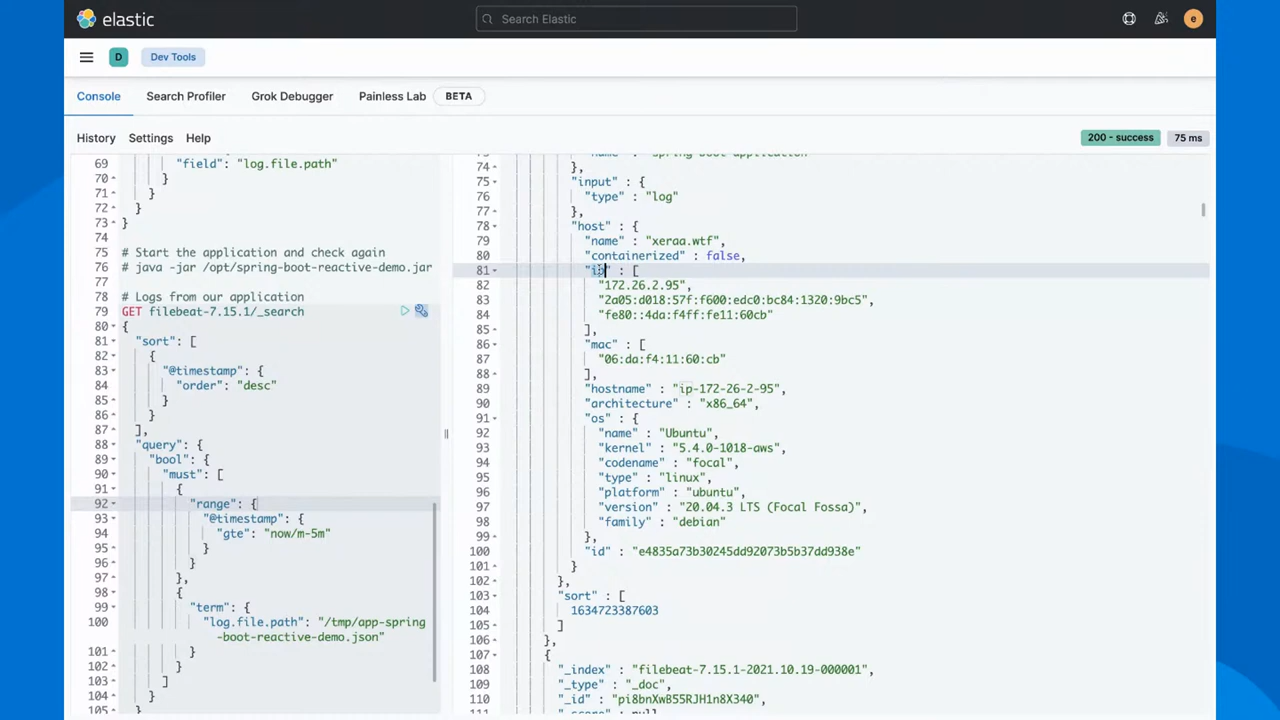 elastic
Search Elastic
e
D
Dev Tools
Console
Search Profiler
Grok Debugger
Painless Lab
BETA
History
Settings
Help
200 - success
75 ms
69 "field": "log.file.path"
70 }
71 }
72 }
73 }
74
75 # Start the application and check again
76 # java -jar /opt/spring-boot-reactive-demo.jar
77
78 # Logs from our application
79 GET filebeat-7.15.1/_search
80 {
81 "sort": [
82 {
83 "@timestamp": {
84 "order": "desc"
85 }
86 }
87 ],
88 "query": {
89 "bool": {
90 "must": [
91 {
92 "range": {
93 "@timestamp": {
94 "gte": "now/m-5m"
95 }
96 }
97 },
98 {
99 "term": {
100 "log.file.path": "/tmp/app-spring
-boot-reactive-demo.json"
101 }
102 }
103 ]
104 }
105 }
74 },
75 "input" : {
76 "type" : "log"
77 },
78 "host" : {
79 "name" : "xeraa.wtf",
80 "containerized" : false,
81 "ip" : [
82 "172.26.2.95",
83 "2a05:d018:57f:f600:edc0:bc84:1320:9bc5",
84 "fe80::4da:f4ff:fe11:60cb"
85 ],
86 "mac" : [
87 "06:da:f4:11:60:cb"
88 ],
89 "hostname" : "ip-172-26-2-95",
90 "architecture" : "x86_64",
91 "os" : {
92 "name" : "Ubuntu",
93 "kernel" : "5.4.0-1018-aws",
94 "codename" : "focal",
95 "type" : "linux",
96 "platform" : "ubuntu",
97 "version" : "20.04.3 LTS (Focal Fossa)",
98 "family" : "debian"
99 },
100 "id" : "e4835a73b30245dd92073b5b37dd938e"
101 }
102 },
103 "sort" : [
104 1634723387603
105 ]
106 },
107 {
108 "_index" : "filebeat-7.15.1-2021.10.19-000001",
109 "_type" : "_doc",
110 "_id" : "pi8bnXwB55RJH1n8X340",